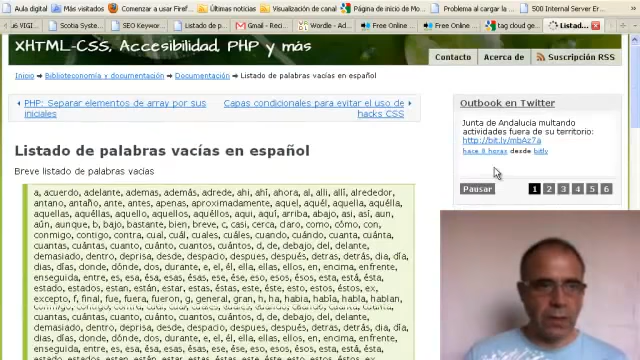 Aula digital Más visitados Comenzar a usar Firef... Últimas noticias Visualización de canal Página de inicio de Mo... Problema al cargar la ... 500 Internal Server Er...
us VIGI... Scotia Systems SEO Keyword... Listado de p... Gmail - Recib... Wordle - Ad... Free Online ... Free Online ... tag cloud ge... Listad...
XHTML-CSS, Accesibilidad, PHP y más
Contacto Acerca de Suscripción RSS
Inicio Biblioteconomía y documentación Documentación Listado de palabras vacías en español
PHP: Separar elementos de array por sus iniciales
Capas condicionales para evitar el uso de hacks CSS
Outbook en Twitter
Junta de Andalucia multando
actividades fuera de su territorio:
http://bit.ly/mbAz7a
hace 8 horas desde bitly
Pausar 1 2 3 4 5 6
Listado de palabras vacías en español
Breve listado de palabras vacias
a, acuerdo, adelante, ademas, además, adrede, ahi, ahí, ahora, al, alli, allí, alrededor,
antano, antaño, ante, antes, apenas, aproximadamente, aquel, aquél, aquella, aquélla,
aquellas, aquéllas, aquello, aquellos, aquéllos, aqui, aquí, arriba, abajo, asi, así, aun,
aún, aunque, b, bajo, bastante, bien, breve, c, casi, cerca, claro, como, cómo, con,
conmigo, contigo, contra, cual, cuál, cuales, cuáles, cuando, cuándo, cuanta, cuánta,
cuantas, cuántas, cuanto, cuánto, cuantos, cuántos, d, de, debajo, del, delante,
demasiado, dentro, deprisa, desde, despacio, despues, después, detras, detrás, dia,
días, donde, dónde, dos, durante, e, el, él, ella, ellas, ellos, en, encima, enfrente,
enseguida, entre, es, esa, ésa, esas, ésas, ese, ése, eso, esos, ésos, esta, está,
estado, estados, estan, están, estar, estas, éstas, este, éste, esto, estos, éstos, ex,
excepto, f, final, fue, fuera, fueron, g, general, gran, h, ha, habia, había, habla, hablan,
cuantas, cuántas, cuanto, cuánto, cuantos, cuántos, d, de, debajo, del, delante,
demasiado, dentro, deprisa, desde, despacio, despues, después, detras, detrás, dia,
días, donde, dónde, dos, durante, e, el, él, ella, ellas, ellos, en, encima, enfrente,
enseguida, entre, es, esa, ésa, esas, ésas, ese, ése, eso, esos, ésos, esta, está,